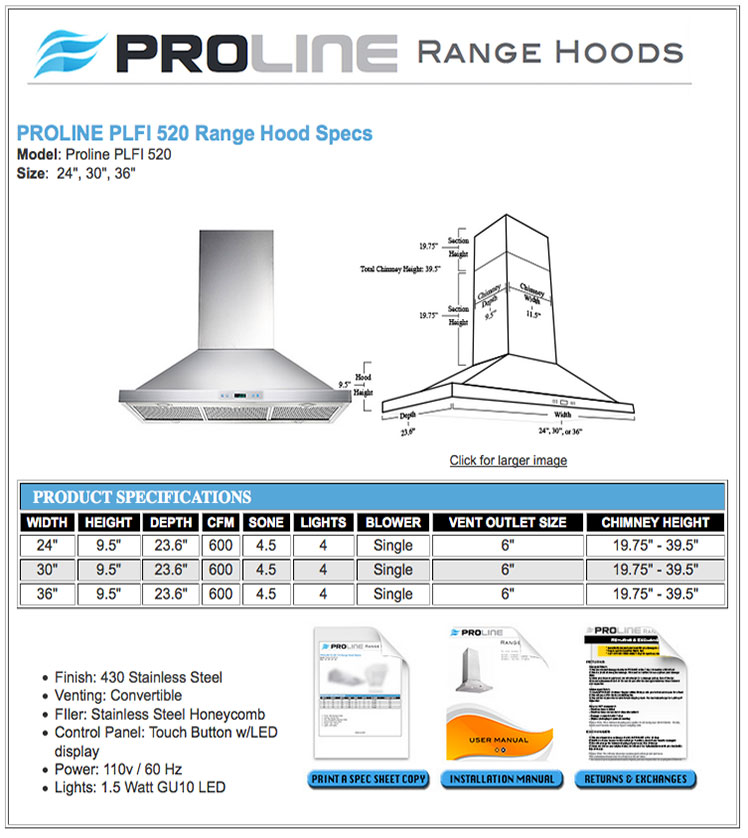 PROLINE RANGE HOODS
PROLINE PLFI 520 Range Hood Specs
Model: Proline PLFI 520
Size: 24", 30", 36"
19.75" Section Height
Total Chimney Height: 39.5"
Chimney Depth 9.5"
Chimney Width 11.5"
19.75" Section Height
9.5" Hood Height
Depth
23.6"
Width
24", 30", or 36"
Click for larger image
PRODUCT SPECIFICATIONS
WIDTH HEIGHT DEPTH CFM SONE LIGHTS BLOWER VENT OUTLET SIZE CHIMNEY HEIGHT
24" 9.5" 23.6" 600 4.5 4 Single 6" 19.75" - 39.5"
30" 9.5" 23.6" 600 4.5 4 Single 6" 19.75" - 39.5"
36" 9.5" 23.6" 600 4.5 4 Single 6" 19.75" - 39.5"
• Finish: 430 Stainless Steel
• Venting: Convertible
• FIler: Stainless Steel Honeycomb
• Control Panel: Touch Button w/LED
display
• Power: 110v / 60 Hz
• Lights: 1.5 Watt GU10 LED
PROLINE RANGE
PRINT A SPEC SHEET COPY
PROLINE RANGE
USER MANUAL
INSTALLATION MANUAL
PROLINE RAN
RETURNS & EXCHANGES